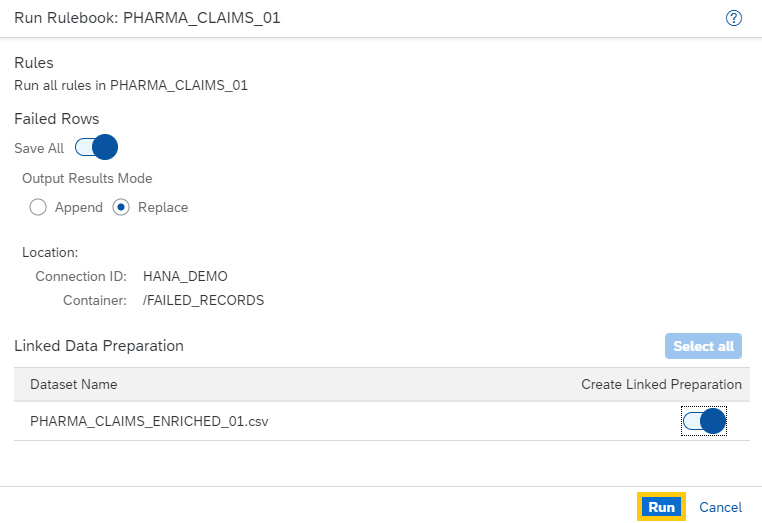 Run Rulebook: PHARMA_CLAIMS_01
Rules
Run all rules in PHARMA_CLAIMS_01
Failed Rows
Save All
Output Results Mode
Append Replace
Location:
Connection ID: HANA_DEMO
Container: /FAILED_RECORDS
Linked Data Preparation Select all
Dataset Name Create Linked Preparation
PHARMA_CLAIMS_ENRICHED_01.csv
Run Cancel